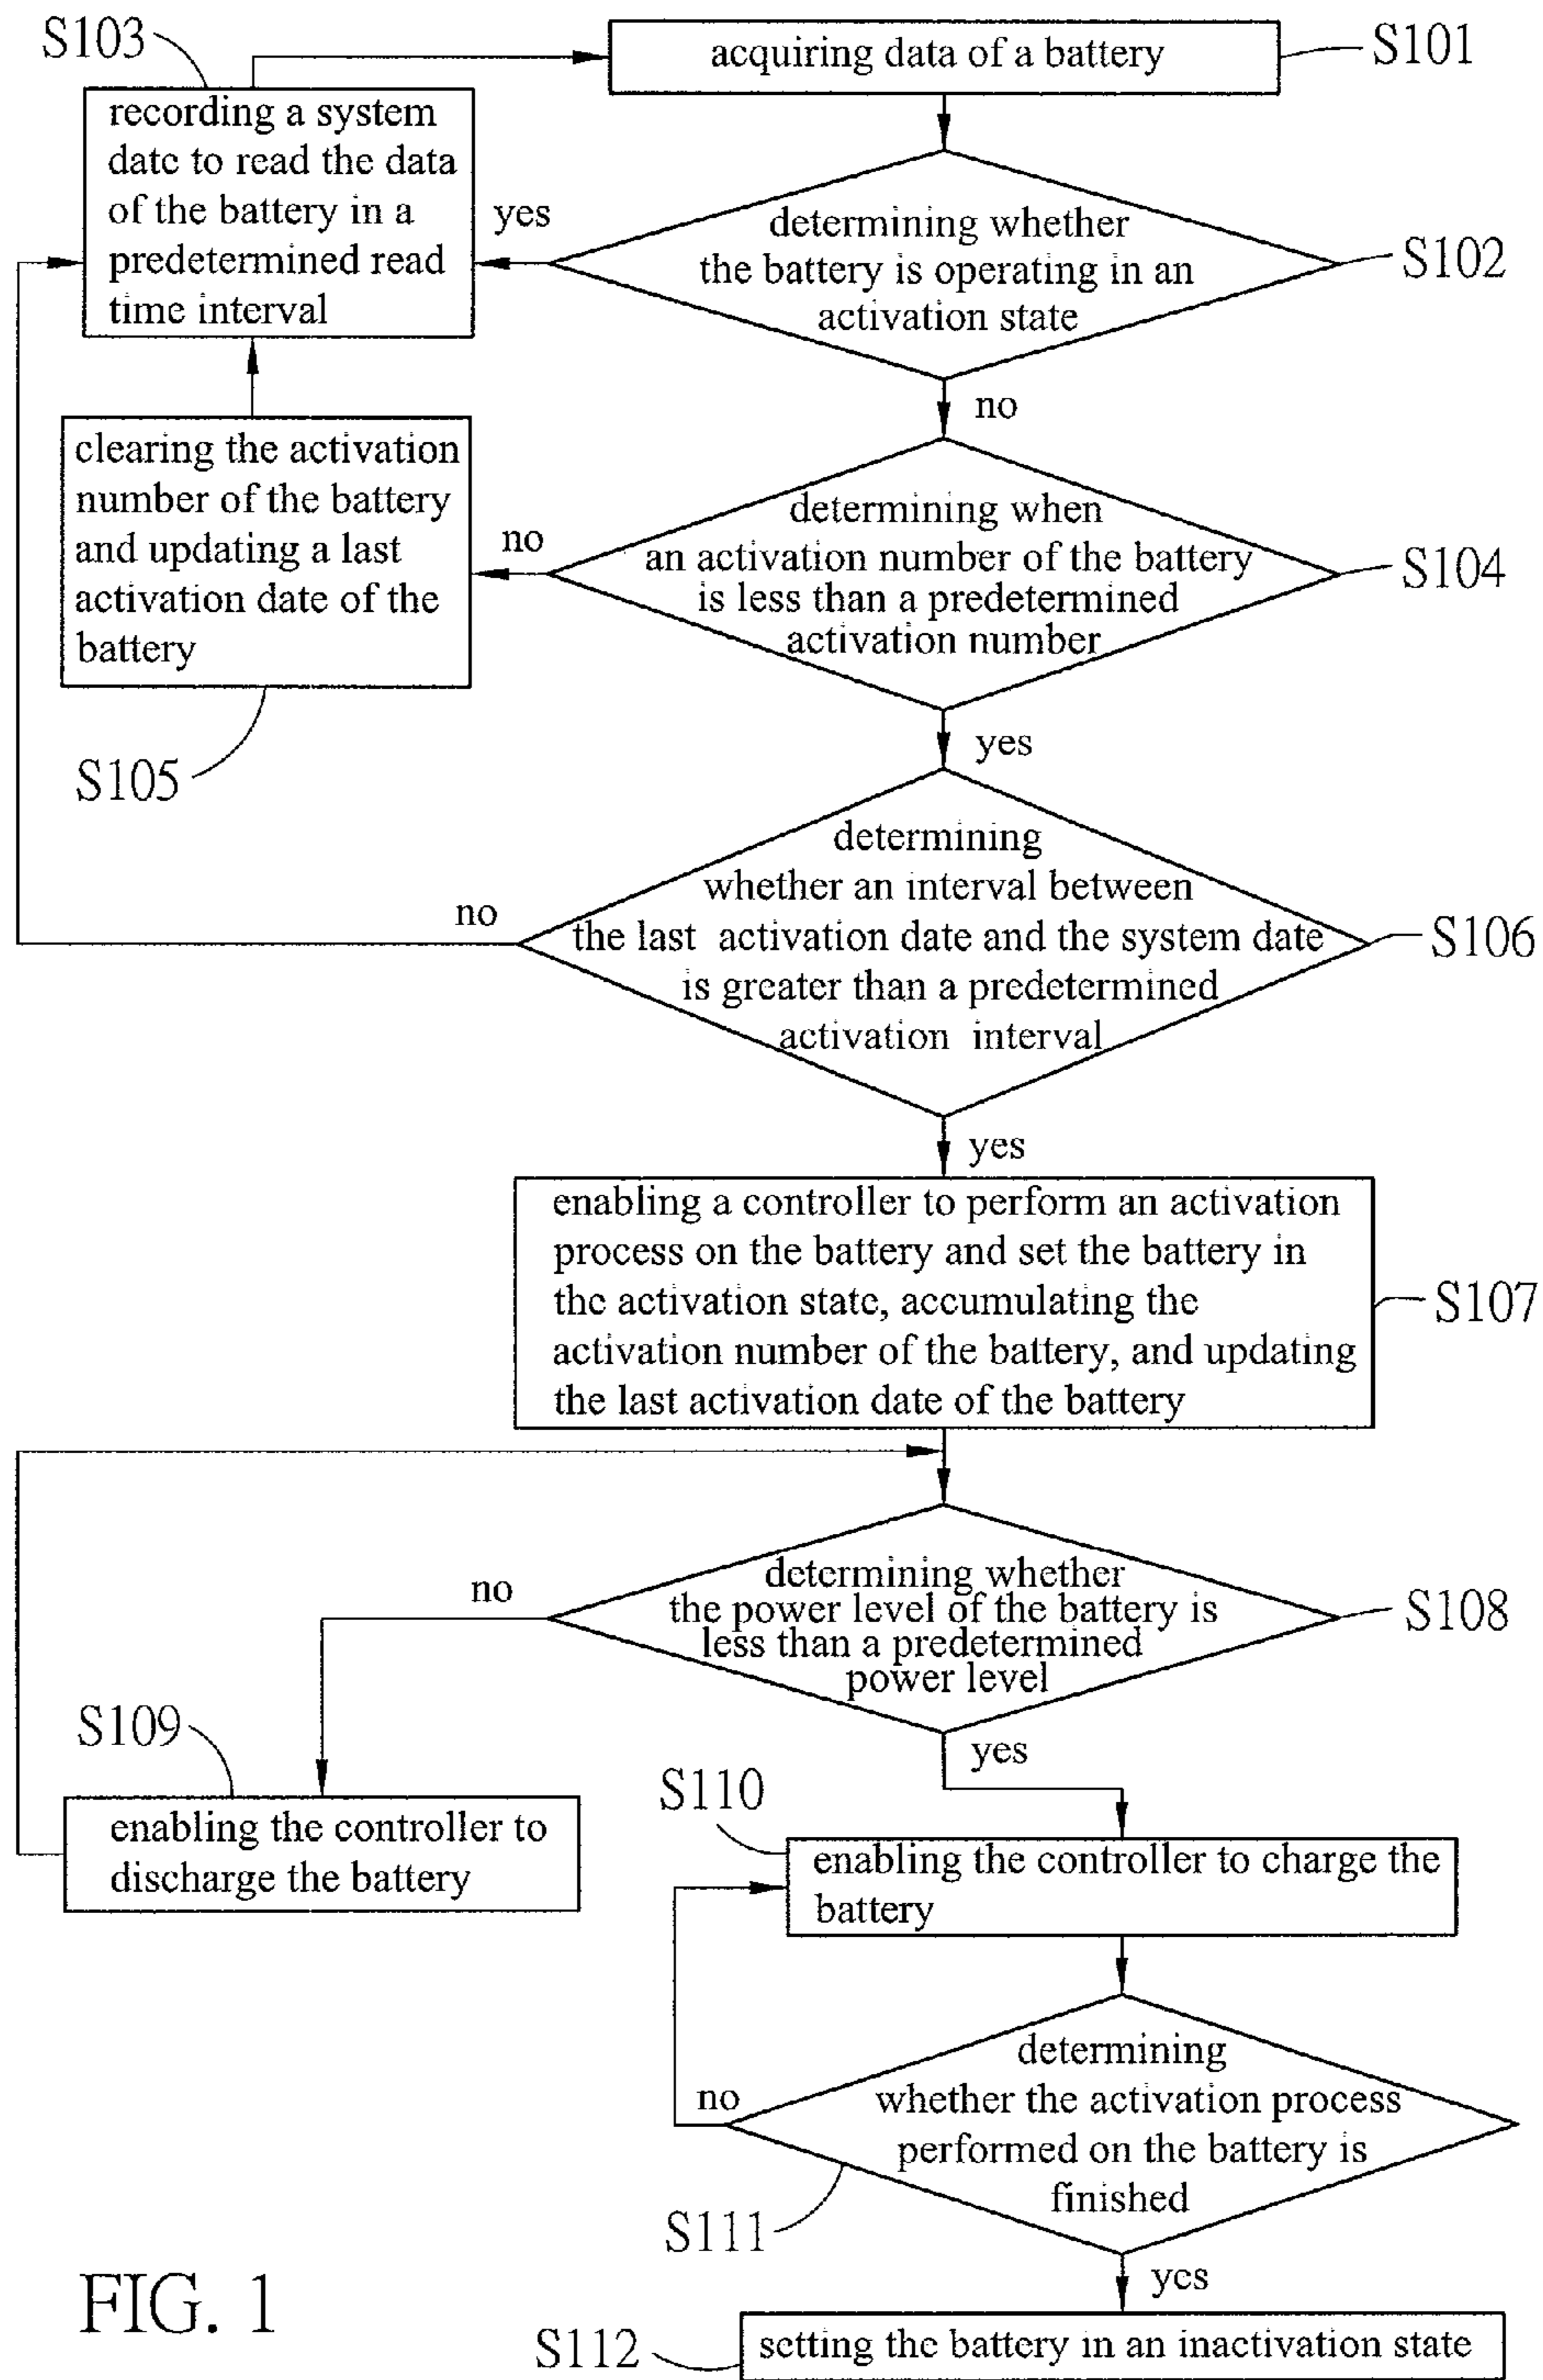 S101
acquiring data of a battery
S103
recording a system
date to read the data
of the battery in a
predetermined read
time interval
yes
determining whether
the battery is operating in an
activation state
S102
no
clearing the activation
number of the battery
and updating a last
activation date of the
battery
S105
no
determining when
an activation number of the battery
is less than a predetermined
activation number
S104
yes
determining
whether an interval between
the last activation date and the system date
is greater than a predetermined
activation interval
S106
no
yes
enabling a controller to perform an activation
process on the battery and set the battery in
the activation state, accumulating the
activation number of the battery, and updating
the last activation date of the battery
S107
determining whether
the power level of the battery is
less than a predetermined
power level
S108
no
S109
enabling the controller to
discharge the battery
yes
S110
enabling the controller to charge the
battery
determining
whether the activation process
performed on the battery is
finished
no
S111
yes
S112
setting the battery in an inactivation state
FIG. 1